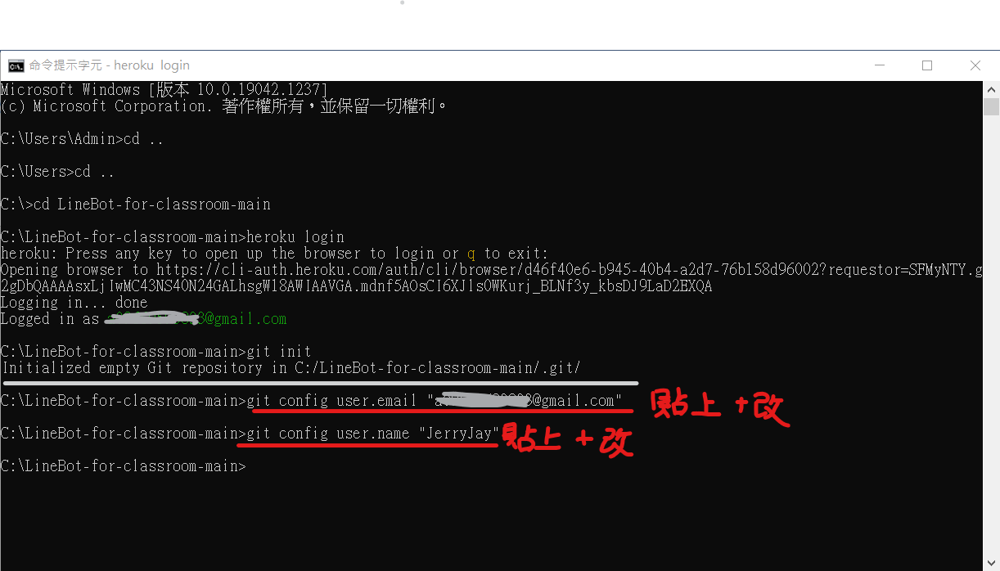 命令提示字元 - heroku login
Microsoft Windows [版本 10.0.19042.1237]
(c) Microsoft Corporation. 著作權所有，並保留一切權利。
C:\Users\Admin>cd ..
C:\Users>cd ..
C:\>cd LineBot-for-classroom-main
C:\LineBot-for-classroom-main>heroku login
heroku: Press any key to open up the browser to login or q to exit:
Opening browser to https://cli-auth.heroku.com/auth/cli/browser/d46f40e6-b945-40b4-a2d7-76b158d96002?requestor=SFMyNTY.g
2gDbQAAAAsxLjIwMC43NS40N24GALhsgWl8AWIAAVGA.mdnf5AOsCI6XJ1s0WKurj_BLNf3y_kbsDJ9LaD2EXQA
Logging in... done
Logged in as @gmail.com
C:\LineBot-for-classroom-main>git init
Initialized empty Git repository in C:/LineBot-for-classroom-main/.git/
C:\LineBot-for-classroom-main>git config user.email "@gmail.com" 貼上+改
C:\LineBot-for-classroom-main>git config user.name "JerryJay" 貼上+改
C:\LineBot-for-classroom-main>